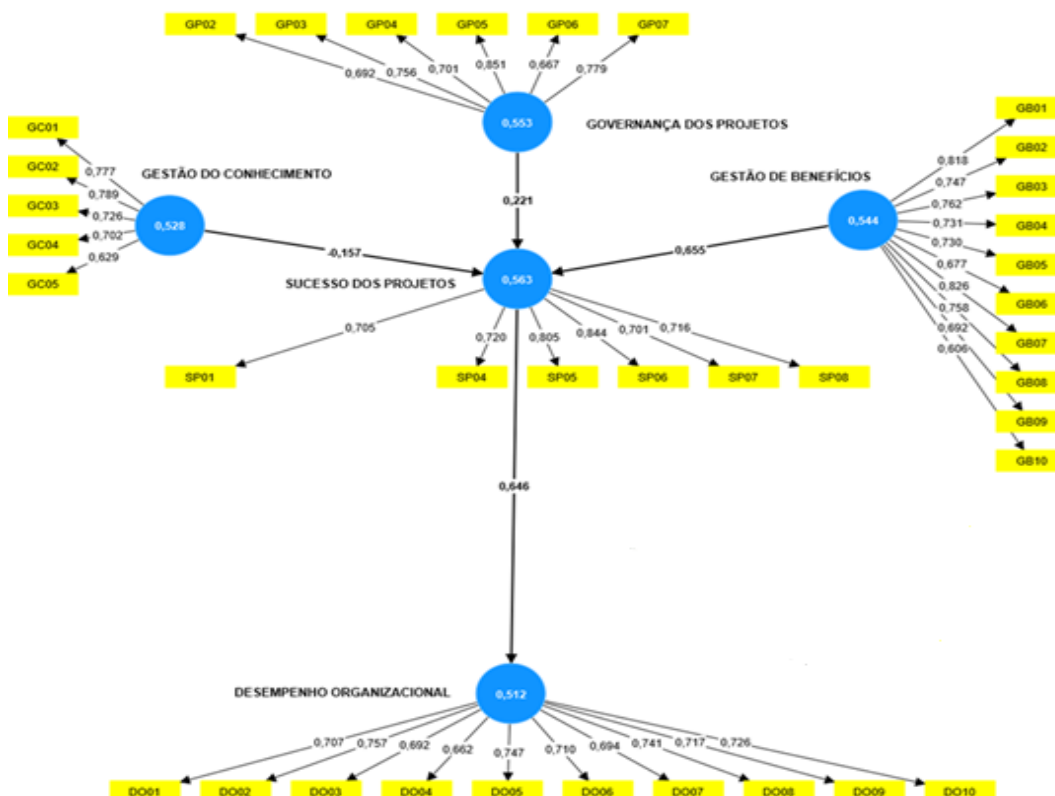 GP02 GP03 GP04 GP05 GP06 GP07
0,692 0,756 0,701 0,851 0,667 0,779
0,553
GOVERNANÇA DOS PROJETOS
GC01
GC02
GC03
GC04
GC05
0,777
0,789
0,726
0,702
0,629
GESTÃO DO CONHECIMENTO
0,528
-0,157
0,221
GESTÃO DE BENEFÍCIOS
0,544
0,655
GB01
GB02
GB03
GB04
GB05
GB06
GB07
GB08
GB09
GB10
0,818
0,747
0,762
0,731
0,730
0,677
0,826
0,758
0,692
0,606
SUCESSO DOS PROJETOS
0,563
0,705 0,720 0,805 0,844 0,701 0,716
SP01 SP04 SP05 SP06 SP07 SP08
0,646
DESEMPENHO ORGANIZACIONAL
0,512
0,707 0,757 0,692 0,662 0,747 0,710 0,694 0,741 0,717 0,726
DO01 DO02 DO03 DO04 DO05 DO06 DO07 DO08 DO09 DO10